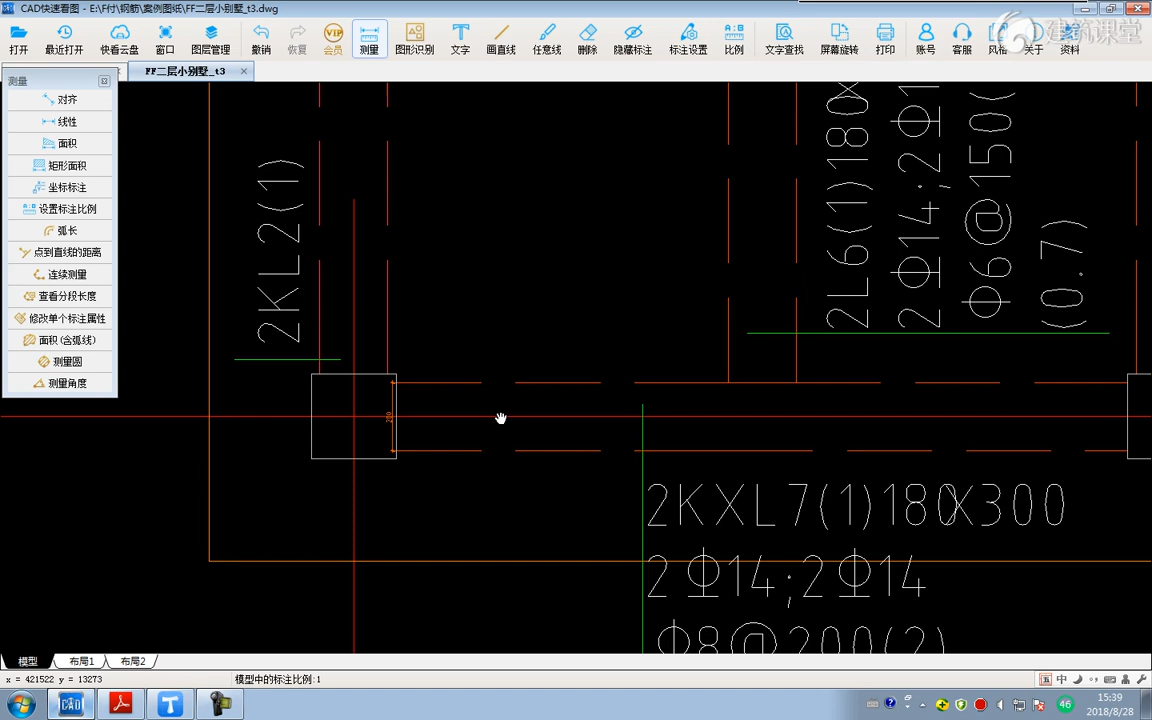 CAD快速看图 - E:\F付\钢筋\案例图纸\FF二层小别墅_t3.dwg
打开 最近打开 快看云盘 窗口 图层管理 撤销 恢复 会员 测量 图形识别 文字 画直线 任意线 删除 隐藏标注 标注设置 比例 文字查找 屏幕旋转 打印 账号 客服 风格 关于 资料
VIP
建筑课堂
FF二层小别墅_t3
测量
对齐
线性
面积
矩形面积
坐标标注
设置标注比例
弧长
点到直线的距离
连续测量
查看分段长度
修改单个标注属性
面积(含弧线)
测量圆
测量角度
2KL2(1)
2L6(1)180X
2Φ14;2Φ1
Φ6@150(
(0.7)
2KXL7(1)180X300
2Φ14;2Φ14
Φ8@200(2)
模型 布局1 布局2
x = 421522 y = 13273
模型中的标注比例:1
五 中
CAD
46
15:39
2018/8/28